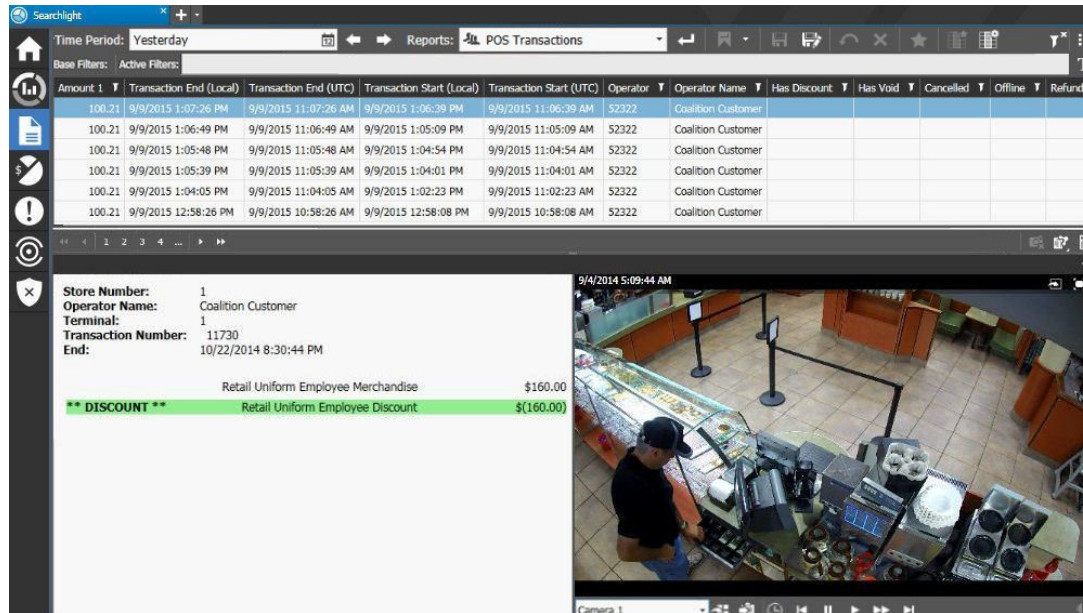 Searchlight × + -
Time Period: Yesterday 12 Reports: POS Transactions
Base Filters: Active Filters:
Amount 1 Transaction End (Local) Transaction End (UTC) Transaction Start (Local) Transaction Start (UTC) Operator Operator Name Has Discount Has Void Cancelled Offline Refund
100.21 9/9/2015 1:07:26 PM 9/9/2015 11:07:26 AM 9/9/2015 1:06:39 PM 9/9/2015 11:06:39 AM 52322 Coalition Customer
100.21 9/9/2015 1:06:49 PM 9/9/2015 11:06:49 AM 9/9/2015 1:05:09 PM 9/9/2015 11:05:09 AM 52322 Coalition Customer
100.21 9/9/2015 1:05:48 PM 9/9/2015 11:05:48 AM 9/9/2015 1:04:54 PM 9/9/2015 11:04:54 AM 52322 Coalition Customer
100.21 9/9/2015 1:05:39 PM 9/9/2015 11:05:39 AM 9/9/2015 1:04:01 PM 9/9/2015 11:04:01 AM 52322 Coalition Customer
100.21 9/9/2015 1:04:05 PM 9/9/2015 11:04:05 AM 9/9/2015 1:02:23 PM 9/9/2015 11:02:23 AM 52322 Coalition Customer
100.21 9/9/2015 12:58:26 PM 9/9/2015 10:58:26 AM 9/9/2015 12:58:08 PM 9/9/2015 10:58:08 AM 52322 Coalition Customer
1 2 3 4 ...
Store Number: 1
Operator Name: Coalition Customer
Terminal: 1
Transaction Number: 11730
End: 10/22/2014 8:30:44 PM
Retail Uniform Employee Merchandise $160.00
** DISCOUNT ** Retail Uniform Employee Discount $(160.00)
9/4/2014 5:09:44 AM
Camera 1